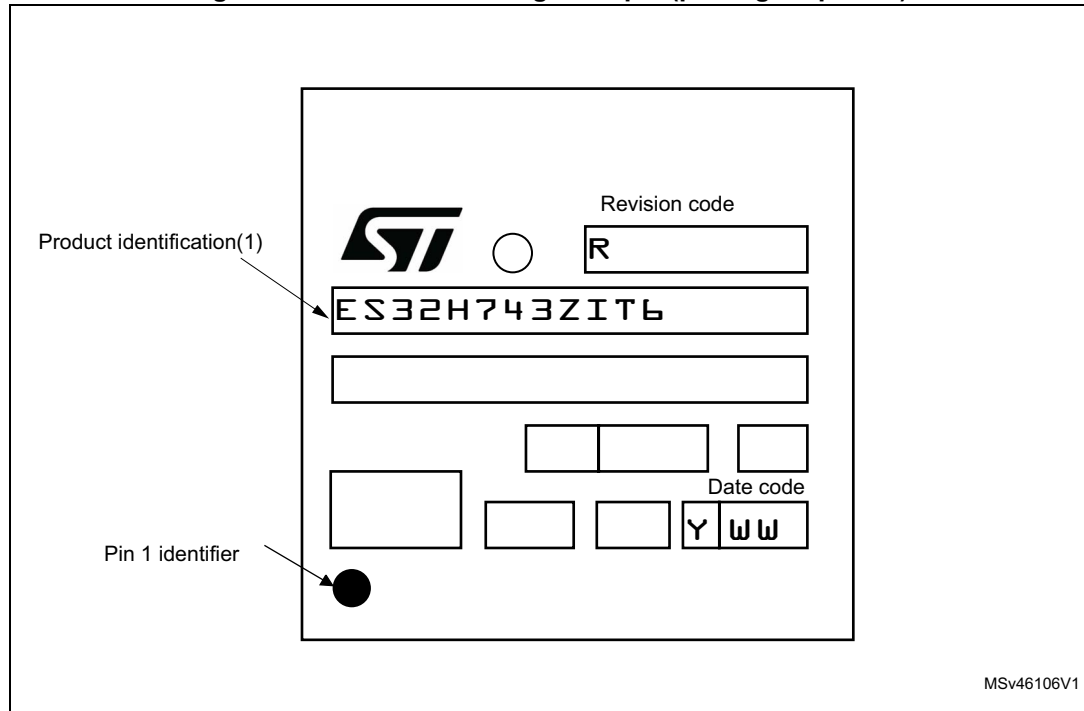 Revision code
Product identification(1)
R
ES32H743ZIT6
Date code
Y WW
Pin 1 identifier
MSv46106V1